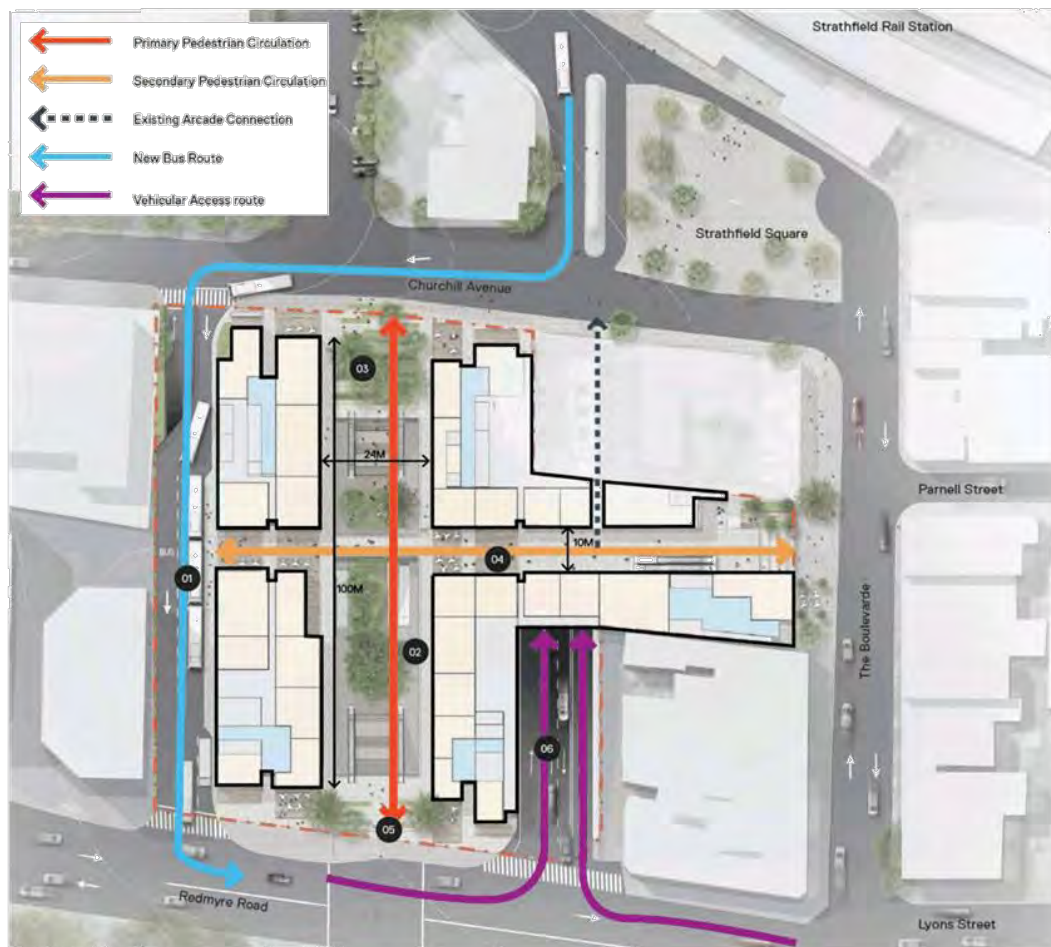 Strathfield Rail Station
Primary Pedestrian Circulation
Secondary Pedestrian Circulation
Existing Arcade Connection
New Bus Route
Vehicular Access route
Strathfield Square
Churchill Avenue
03
24M
Parnell Street
10M
04
BUS
01
100M
02
The Boulevarde
06
05
Redmyre Road
Lyons Street